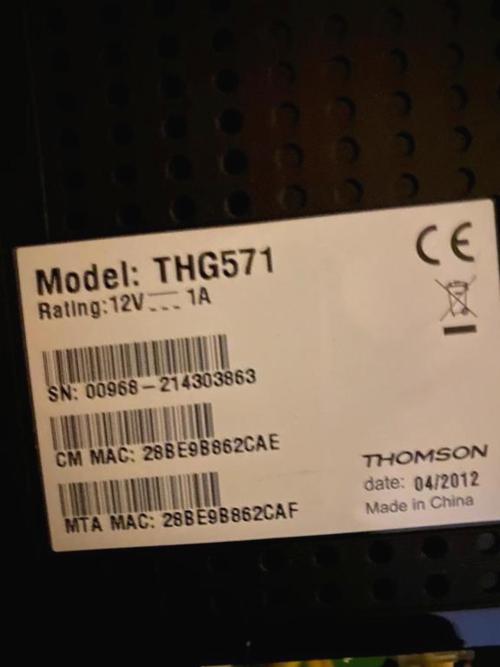 Model: THG571
Rating:12V 1A
SN: 00968-214303863
CM MAC: 28BE9B862CAE
MTA MAC: 28BE9B862CAF
CE
THOMSON
date: 04/2012
Made in China